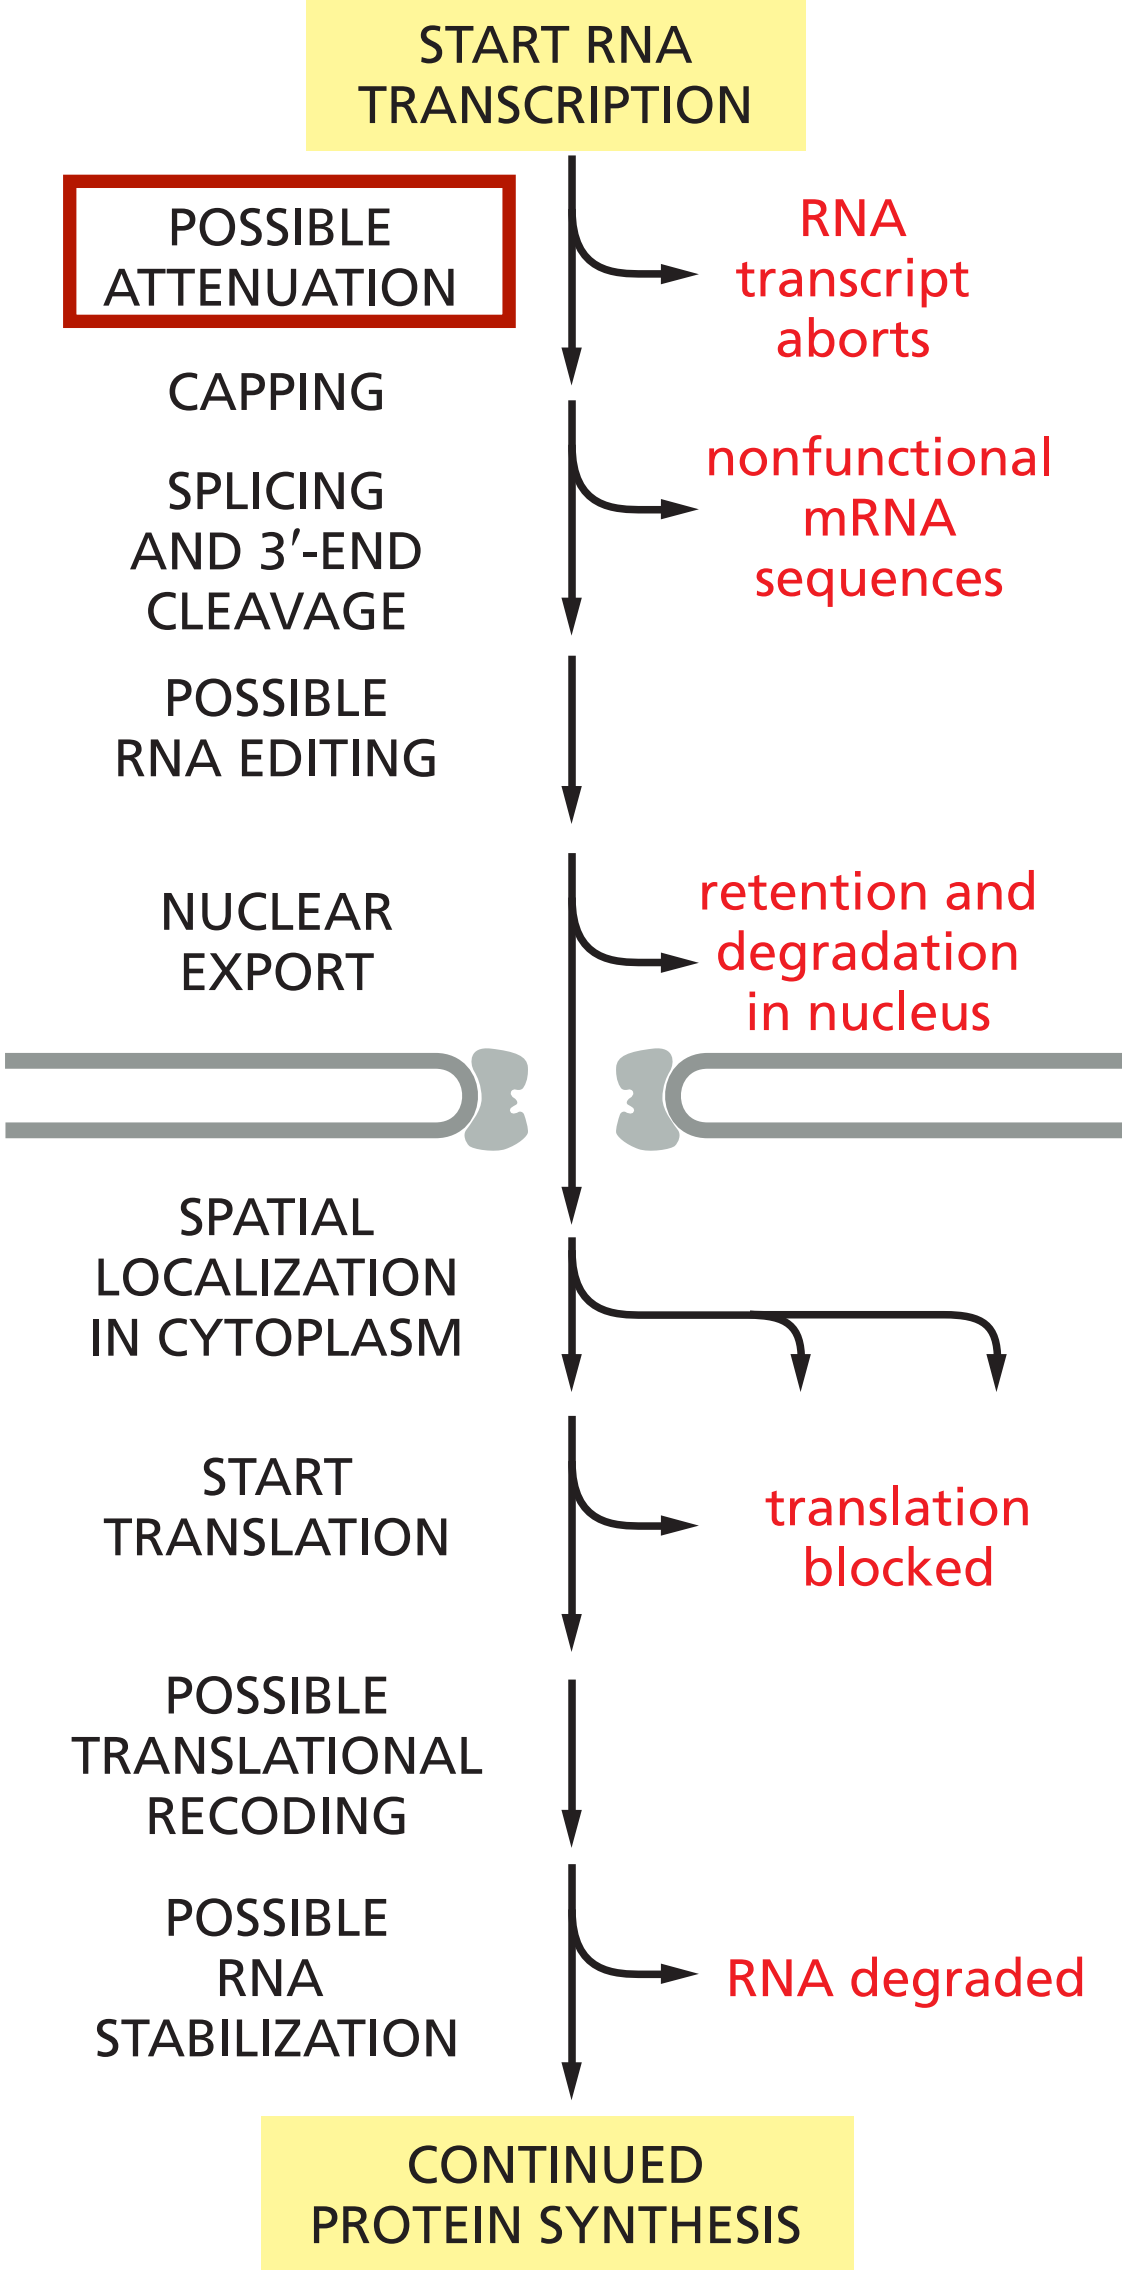 START RNA
TRANSCRIPTION
POSSIBLE
ATTENUATION
RNA
transcript
aborts
CAPPING
SPLICING
AND 3′-END
CLEAVAGE
nonfunctional
mRNA
sequences
POSSIBLE
RNA EDITING
NUCLEAR
EXPORT
retention and
degradation
in nucleus
SPATIAL
LOCALIZATION
IN CYTOPLASM
START
TRANSLATION
translation
blocked
POSSIBLE
TRANSLATIONAL
RECODING
POSSIBLE
RNA
STABILIZATION
RNA degraded
CONTINUED
PROTEIN SYNTHESIS